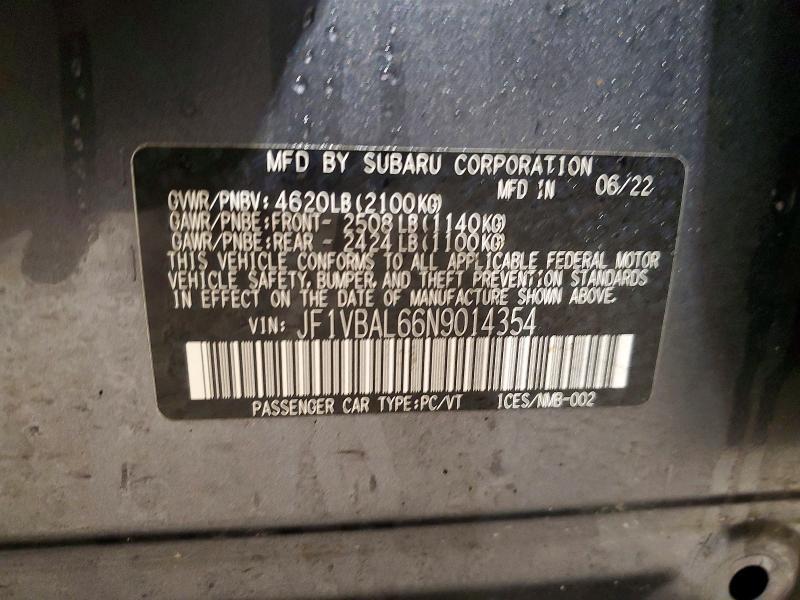 MFD BY SUBARU CORPORATION
MFD IN 06/22
GVWR/PNBV: 4620LB(2100KG)
GAWR/PNBE:FRONT- 2508LB(1140KG)
GAWR/PNBE:REAR - 2424LB(1100KG)
THIS VEHICLE CONFORMS TO ALL APPLICABLE FEDERAL MOTOR
VEHICLE SAFETY, BUMPER, AND THEFT PREVENTION STANDARDS
IN EFFECT ON THE DATE OF MANUFACTURE SHOWN ABOVE.
VIN: JF1VBAL66N9014354
PASSENGER CAR TYPE:PC/VT ICES/NMB-002